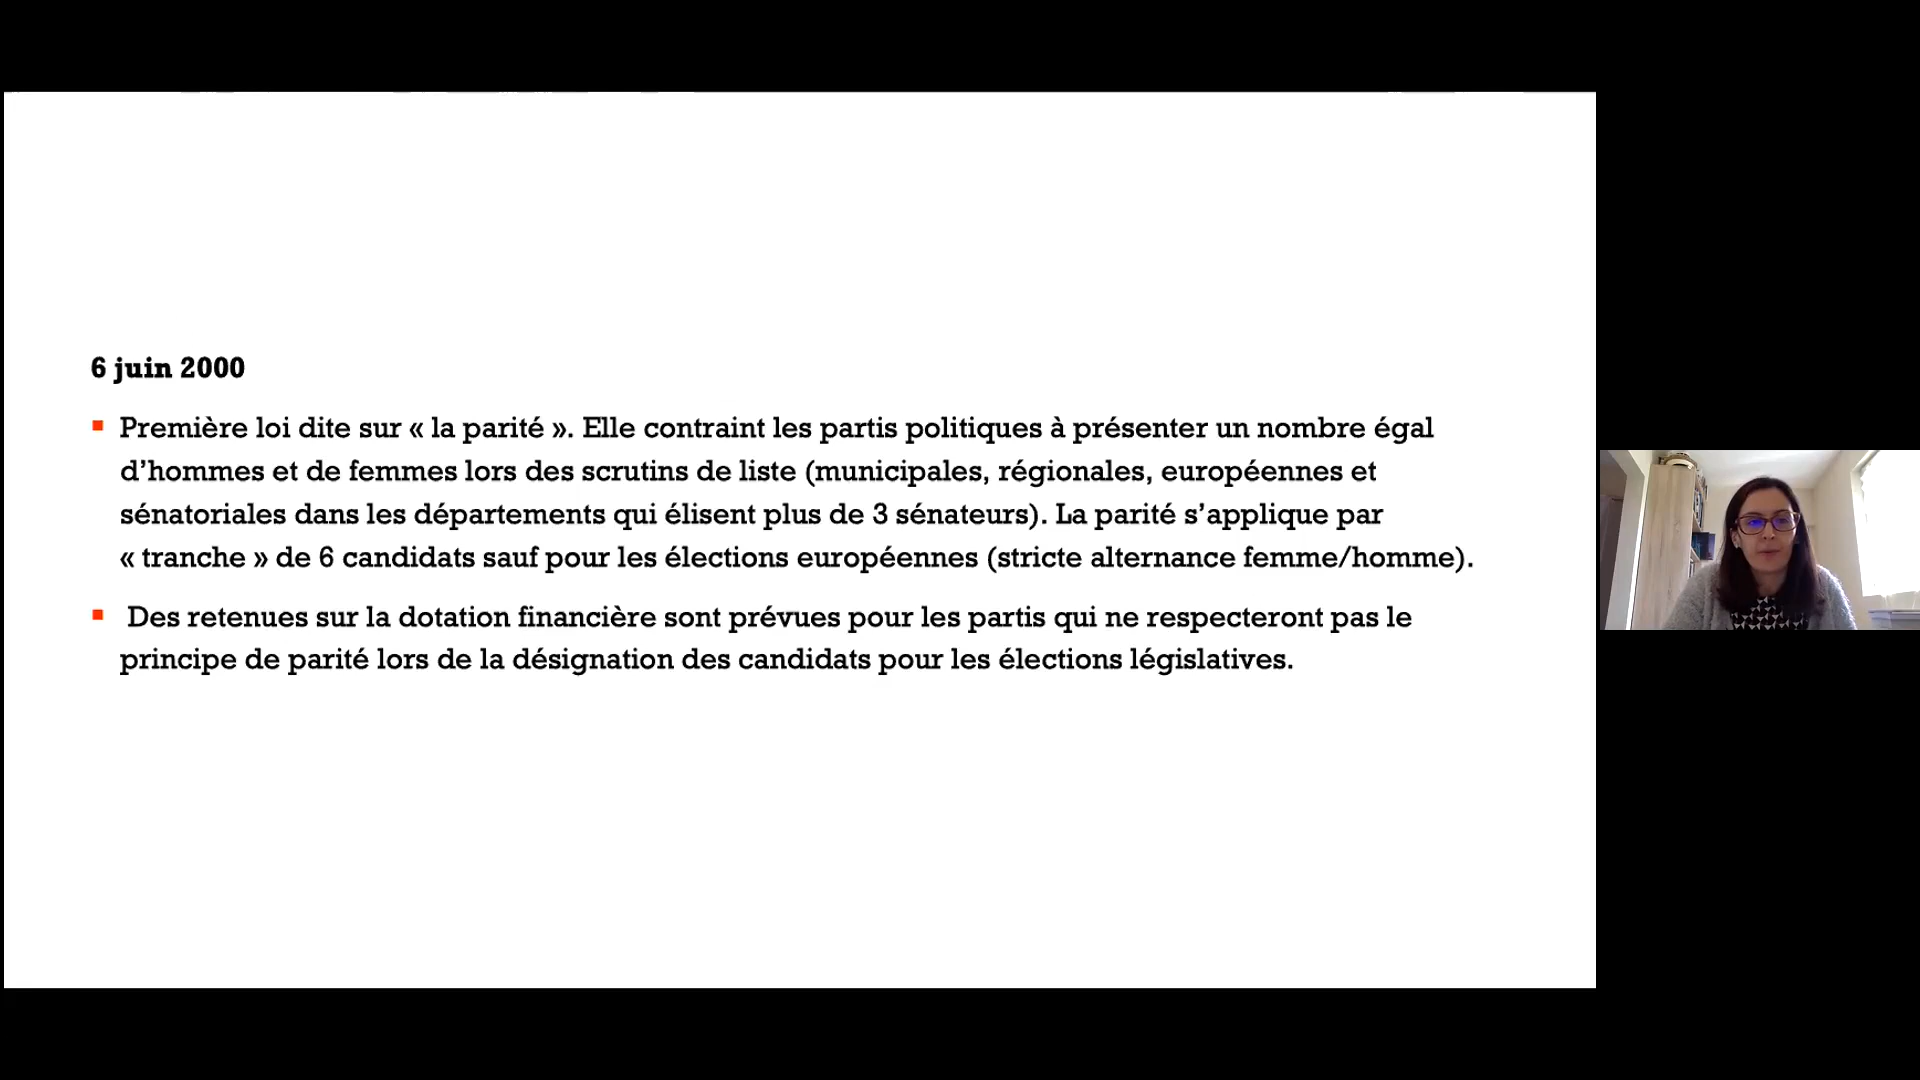 6 juin 2000
Première loi dite sur « la parité ». Elle contraint les partis politiques à présenter un nombre égal
d’hommes et de femmes lors des scrutins de liste (municipales, régionales, européennes et
sénatoriales dans les départements qui élisent plus de 3 sénateurs). La parité s’applique par
« tranche » de 6 candidats sauf pour les élections européennes (stricte alternance femme/homme).
Des retenues sur la dotation financière sont prévues pour les partis qui ne respecteront pas le
principe de parité lors de la désignation des candidats pour les élections législatives.